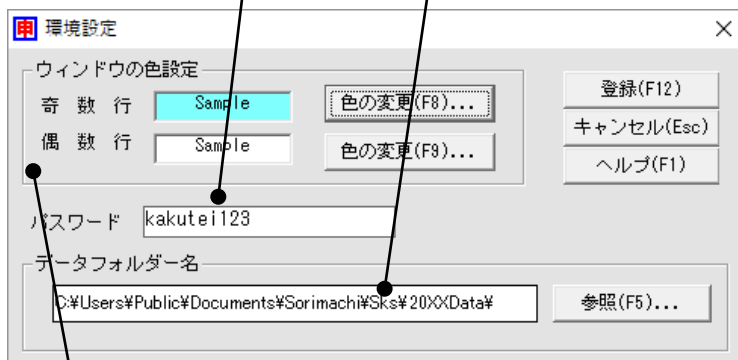 申 環境設定
ウィンドウの色設定
奇 数 行 Sample 色の変更(F8)...
偶 数 行 Sample 色の変更(F9)...
登録(F12)
キャンセル(Esc)
ヘルプ(F1)
パスワード kakutei123
データフォルダー名
C:¥Users¥Public¥Documents¥Sorimachi¥Sks¥20XXData¥ 参照(F5)...